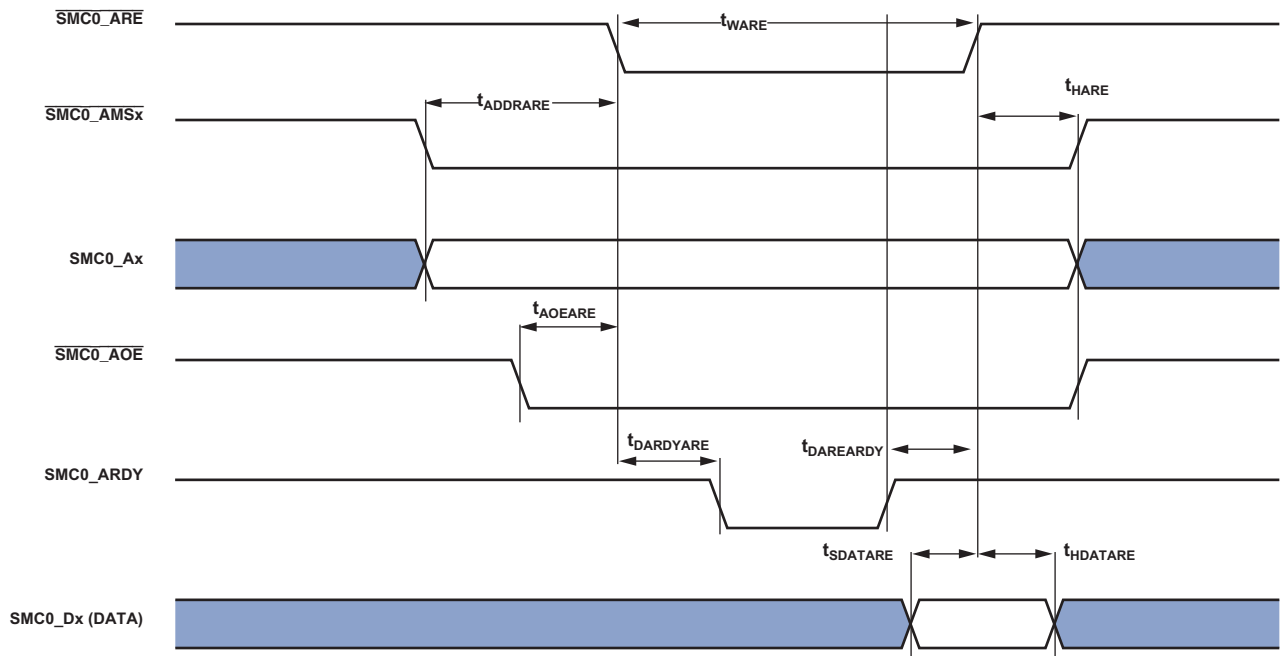 SMC0_ARE
tWARE
tHARE
tADDRARE
SMC0_AMSx
SMC0_Ax
tAOEARE
SMC0_AOE
tDARDYARE
tDAREARDY
SMC0_ARDY
tSDATARE
tHDATARE
SMC0_Dx (DATA)